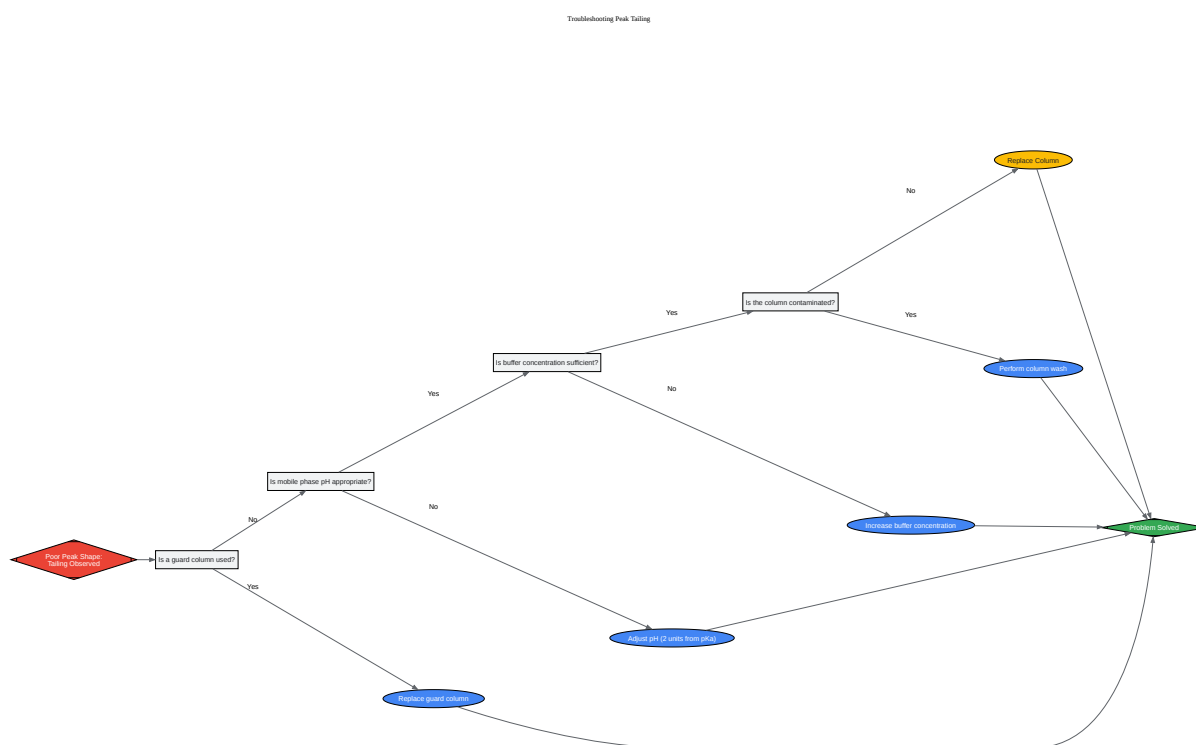 Troubleshooting Peak Tailing
Replace Column
No
Is the column contaminated?
Yes
Yes
Is buffer concentration sufficient?
Perform column wash
No
Yes
Is mobile phase pH appropriate?
No
No
Increase buffer concentration
Problem Solved
Poor Peak Shape:
Tailing Observed
Is a guard column used?
Yes
Adjust pH (2 units from pKa)
Replace guard column